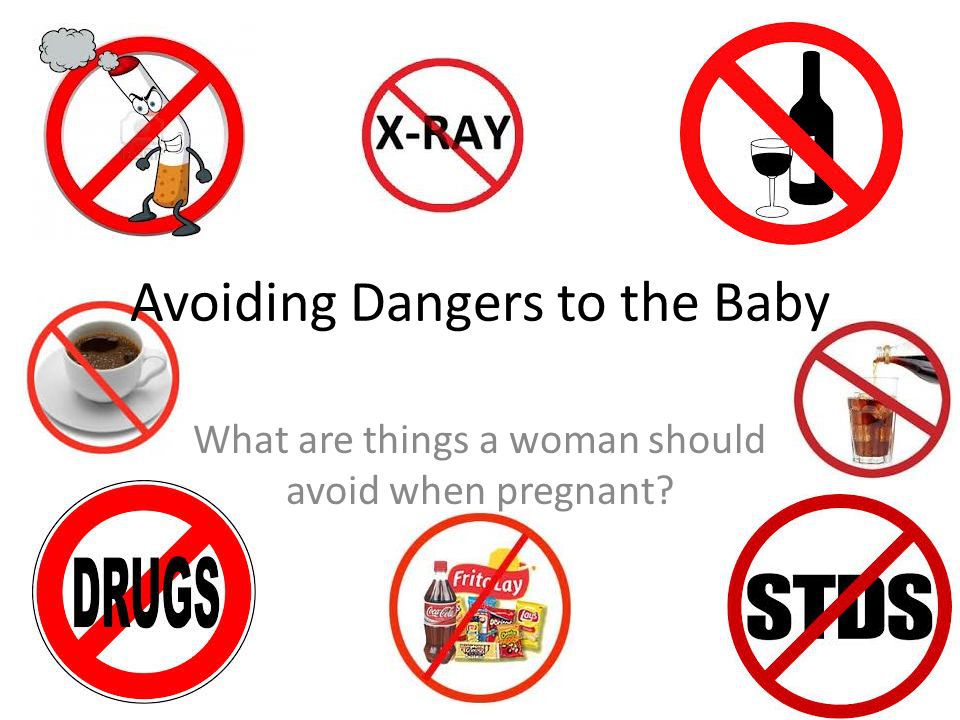 X-RAY
Avoiding Dangers to the Baby
What are things a woman should
avoid when pregnant?
DRUGS
FritoLay
Coca-Cola
Lay's
STDS